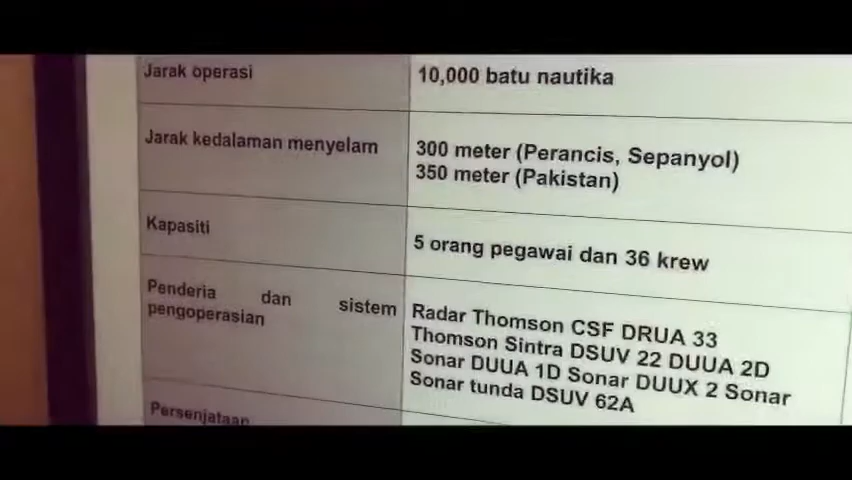 Jarak operasi
10,000 batu nautika
Jarak kedalaman menyelam
300 meter (Perancis, Sepanyol)
350 meter (Pakistan)
Kapasiti
5 orang pegawai dan 36 krew
Penderia dan sistem
pengoperasian
Radar Thomson CSF DRUA 33
Thomson Sintra DSUV 22 DUUA 2D
Sonar DUUA 1D Sonar DUUX 2 Sonar
Sonar tunda DSUV 62A
Persenjataan